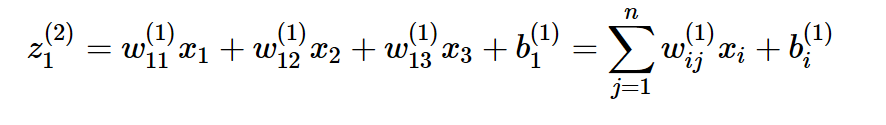 z_1^{(2)} = w_{11}^{(1)} x_1 + w_{12}^{(1)} x_2 + w_{13}^{(1)} x_3 + b_1^{(1)} = \sum_{j=1}^{n} w_{ij}^{(1)} x_i + b_i^{(1)}